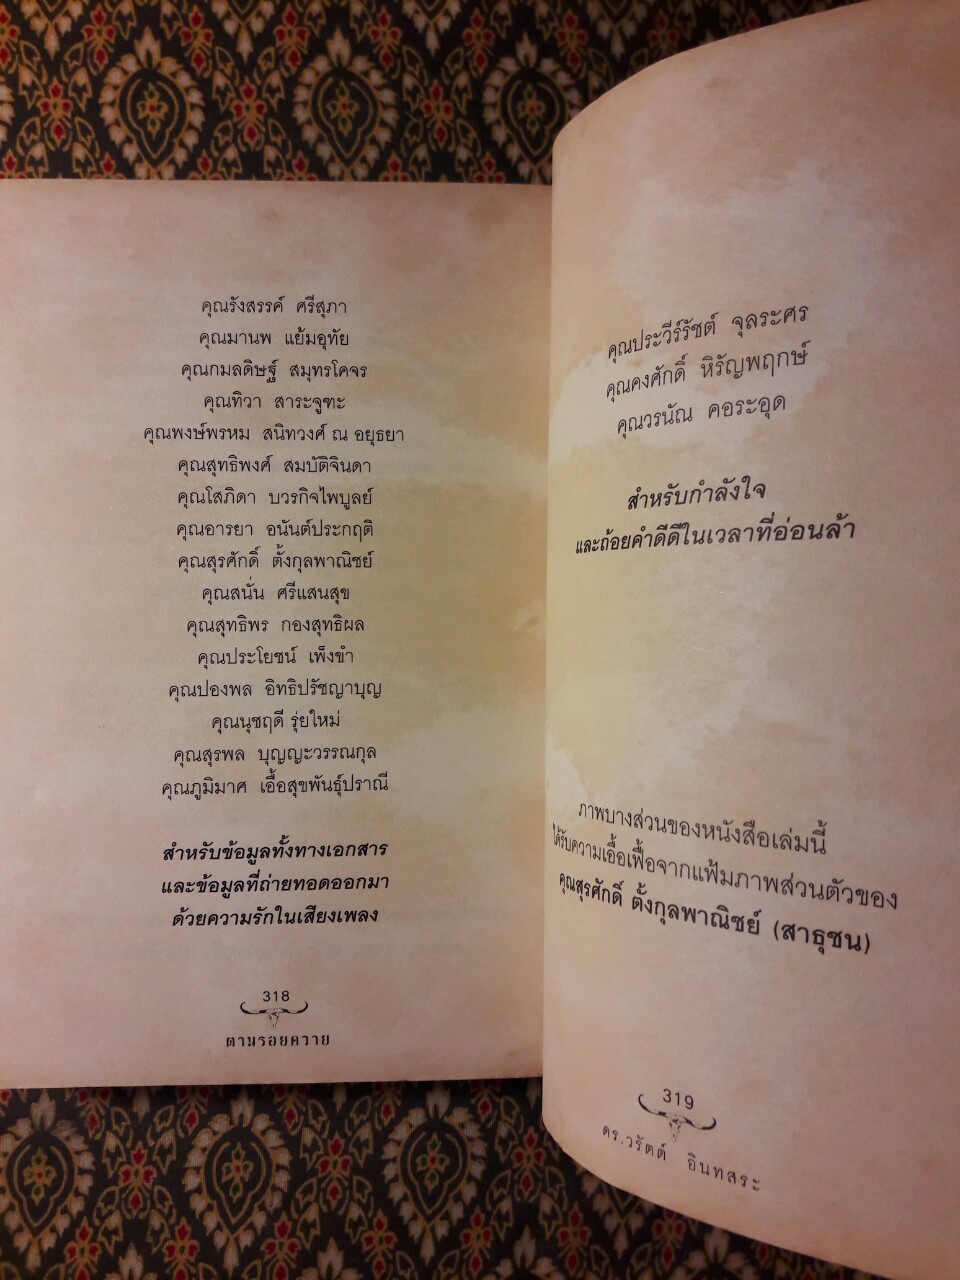 คุณรังสรรค์ ศรีสุภา
คุณมานพ แย้มอุทัย
คุณกมลดิษฐ์ สมุทรโคจร
คุณทิวา สาระจูฑะ
คุณพงษ์พรหม สนิทวงศ์ ณ อยุธยา
คุณสุทธิพงศ์ สมบัติจินดา
คุณโสภิดา บวรกิจไพบูลย์
คุณอารยา อนันต์ประกฤติ
คุณสุรศักดิ์ ตั้งกุลพาณิชย์
คุณสนั่น ศรีแสนสุข
คุณสุทธิพร กองสุทธิผล
คุณประโยชน์ เพ็งขำ
คุณปองพล อิทธิปรัชญาบุญ
คุณนุชฤดี รุ่ยใหม่
คุณสุรพล บุญญะวรรณกุล
คุณภูมิมาศ เอื้อสุขพันธุ์ปราณี
สำหรับข้อมูลทั้งทางเอกสาร
และข้อมูลที่ถ่ายทอดออกมา
ด้วยความรักในเสียงเพลง
318
ตามรอยควาย
คุณประวีร์รัชต์ จุลระศร
คุณคงศักดิ์ หิรัญพฤกษ์
คุณวรนัณ คอระอุด
สำหรับกำลังใจ
และถ้อยคำดีดีในเวลาที่อ่อนล้า
ภาพบางส่วนของหนังสือเล่มนี้
ได้รับความเอื้อเฟื้อจากแฟ้มภาพส่วนตัวของ
คุณสุรศักดิ์ ตั้งกุลพาณิชย์ (สาธุชน)
319
ดร.วรัตต์ อินทสระ